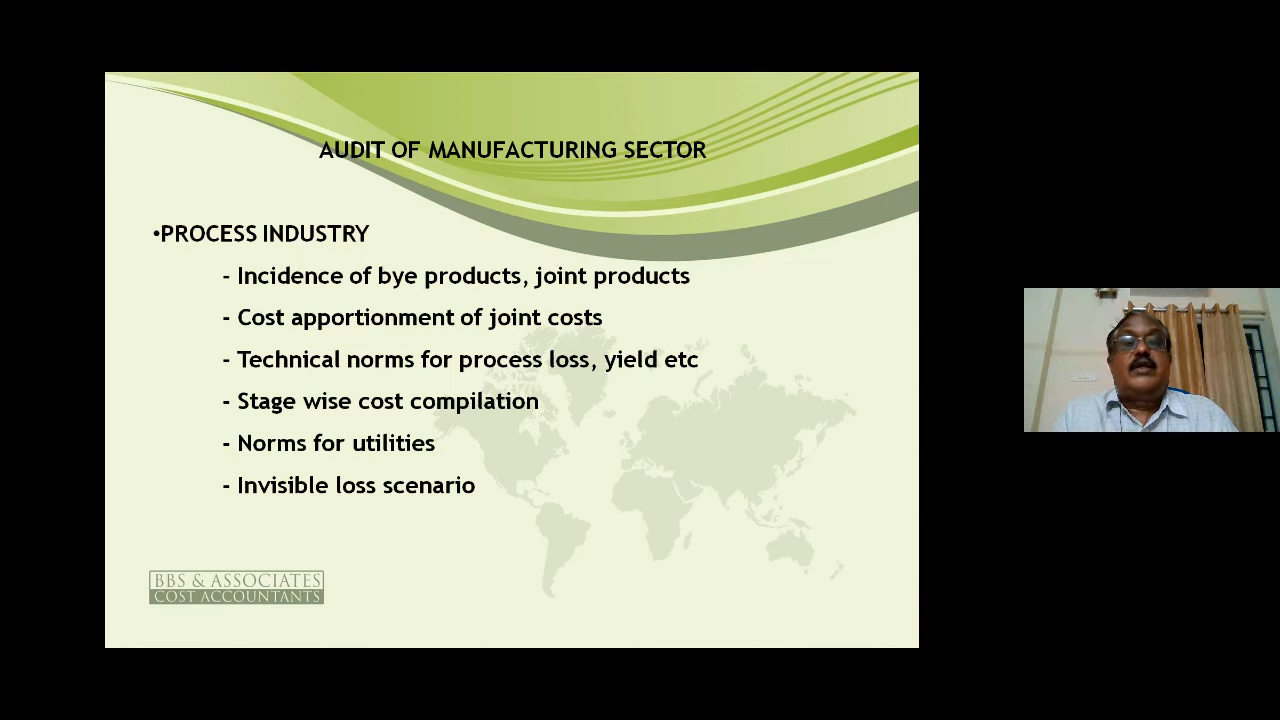 AUDIT OF MANUFACTURING SECTOR
•PROCESS INDUSTRY
- Incidence of bye products, joint products
- Cost apportionment of joint costs
- Technical norms for process loss, yield etc
- Stage wise cost compilation
- Norms for utilities
- Invisible loss scenario
BBS & ASSOCIATES
COST ACCOUNTANTS